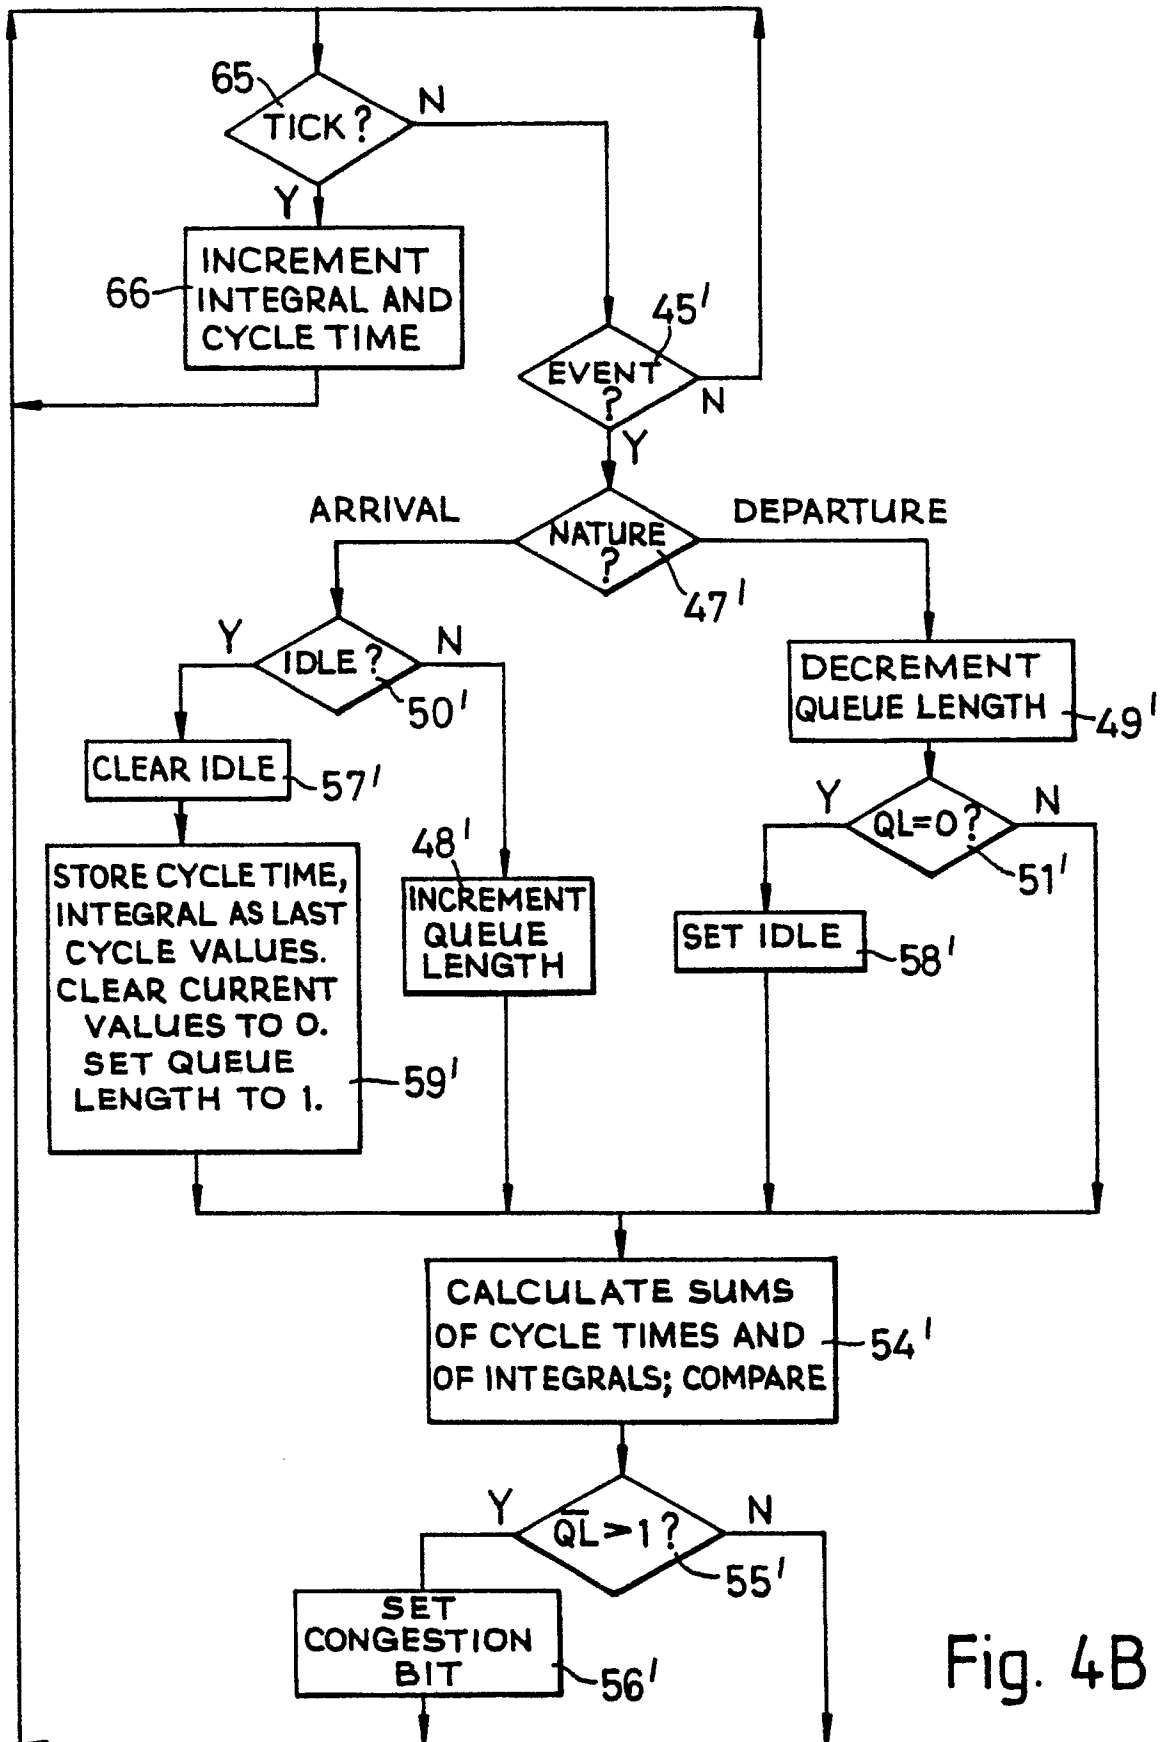 65
TICK?
N
Y
66
INCREMENT
INTEGRAL AND
CYCLE TIME
45'
EVENT
?
N
Y
ARRIVAL
NATURE
?
DEPARTURE
47'
Y
IDLE?
N
50'
DECREMENT
QUEUE LENGTH
49'
CLEAR IDLE
57'
Y
QL=0?
N
51'
48'
STORE CYCLE TIME,
INTEGRAL AS LAST
CYCLE VALUES.
CLEAR CURRENT
VALUES TO 0.
SET QUEUE
LENGTH TO 1.
59'
INCREMENT
QUEUE
LENGTH
SET IDLE
58'
CALCULATE SUMS
OF CYCLE TIMES AND
OF INTEGRALS; COMPARE
54'
Y
Q̅L̅>1?
N
55'
SET
CONGESTION
BIT
56'
Fig. 4B